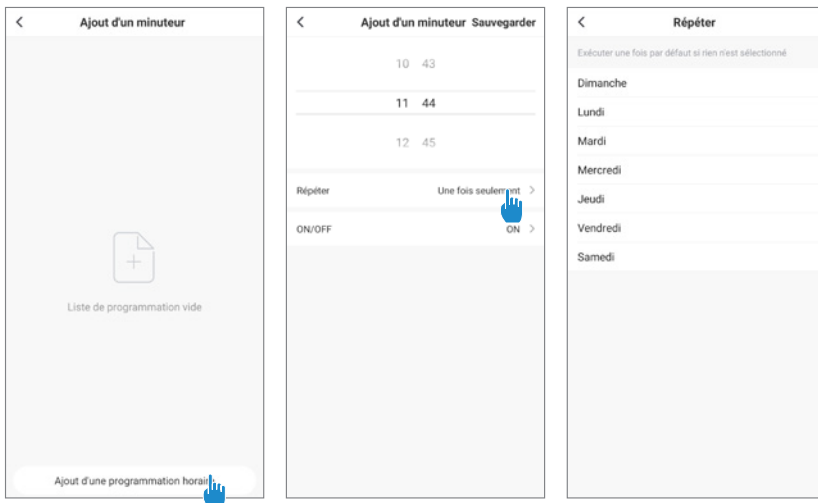 Ajout d'un minuteur
Liste de programmation vide
Ajout d'une programmation horaire
Ajout d'un minuteur Sauvegarder
10 43
11 44
12 45
Répéter Une fois seulement
ON/OFF ON
Répéter
Exécuter une fois par défaut si rien n'est sélectionné
Dimanche
Lundi
Mardi
Mercredi
Jeudi
Vendredi
Samedi